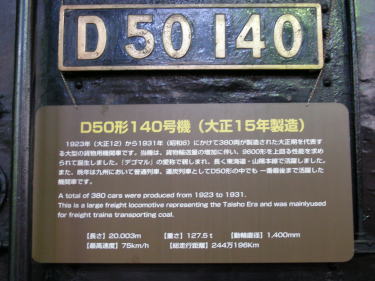 D50 140
D50形140号機(大正15年製造)
1923年(大正12)から1931年(昭和6)にかけて380両が製造された大正期を代表す
る大型の貨物用機関車です。当機は、貨物輸送量の増加に伴い、9600形を上回る性能を求め
られて誕生しました。「デゴマル」の愛称で親しまれ、長く東海道・山陽本線で活躍しました。
また、晩年は九州において普通列車、運炭列車としてD50形の中でも 一番最後まで活躍した
機関車です。
A total of 380 cars were produced from 1923 to 1931.
This is a large freight locomotive representing the Taisho Era and was mainlyused
for freight trains transporting coal.
【長さ】20.003m 【重さ】127.5t 【動輪直径】1,400mm
【最高速度】75km/h 【総走行距離】244万196Km